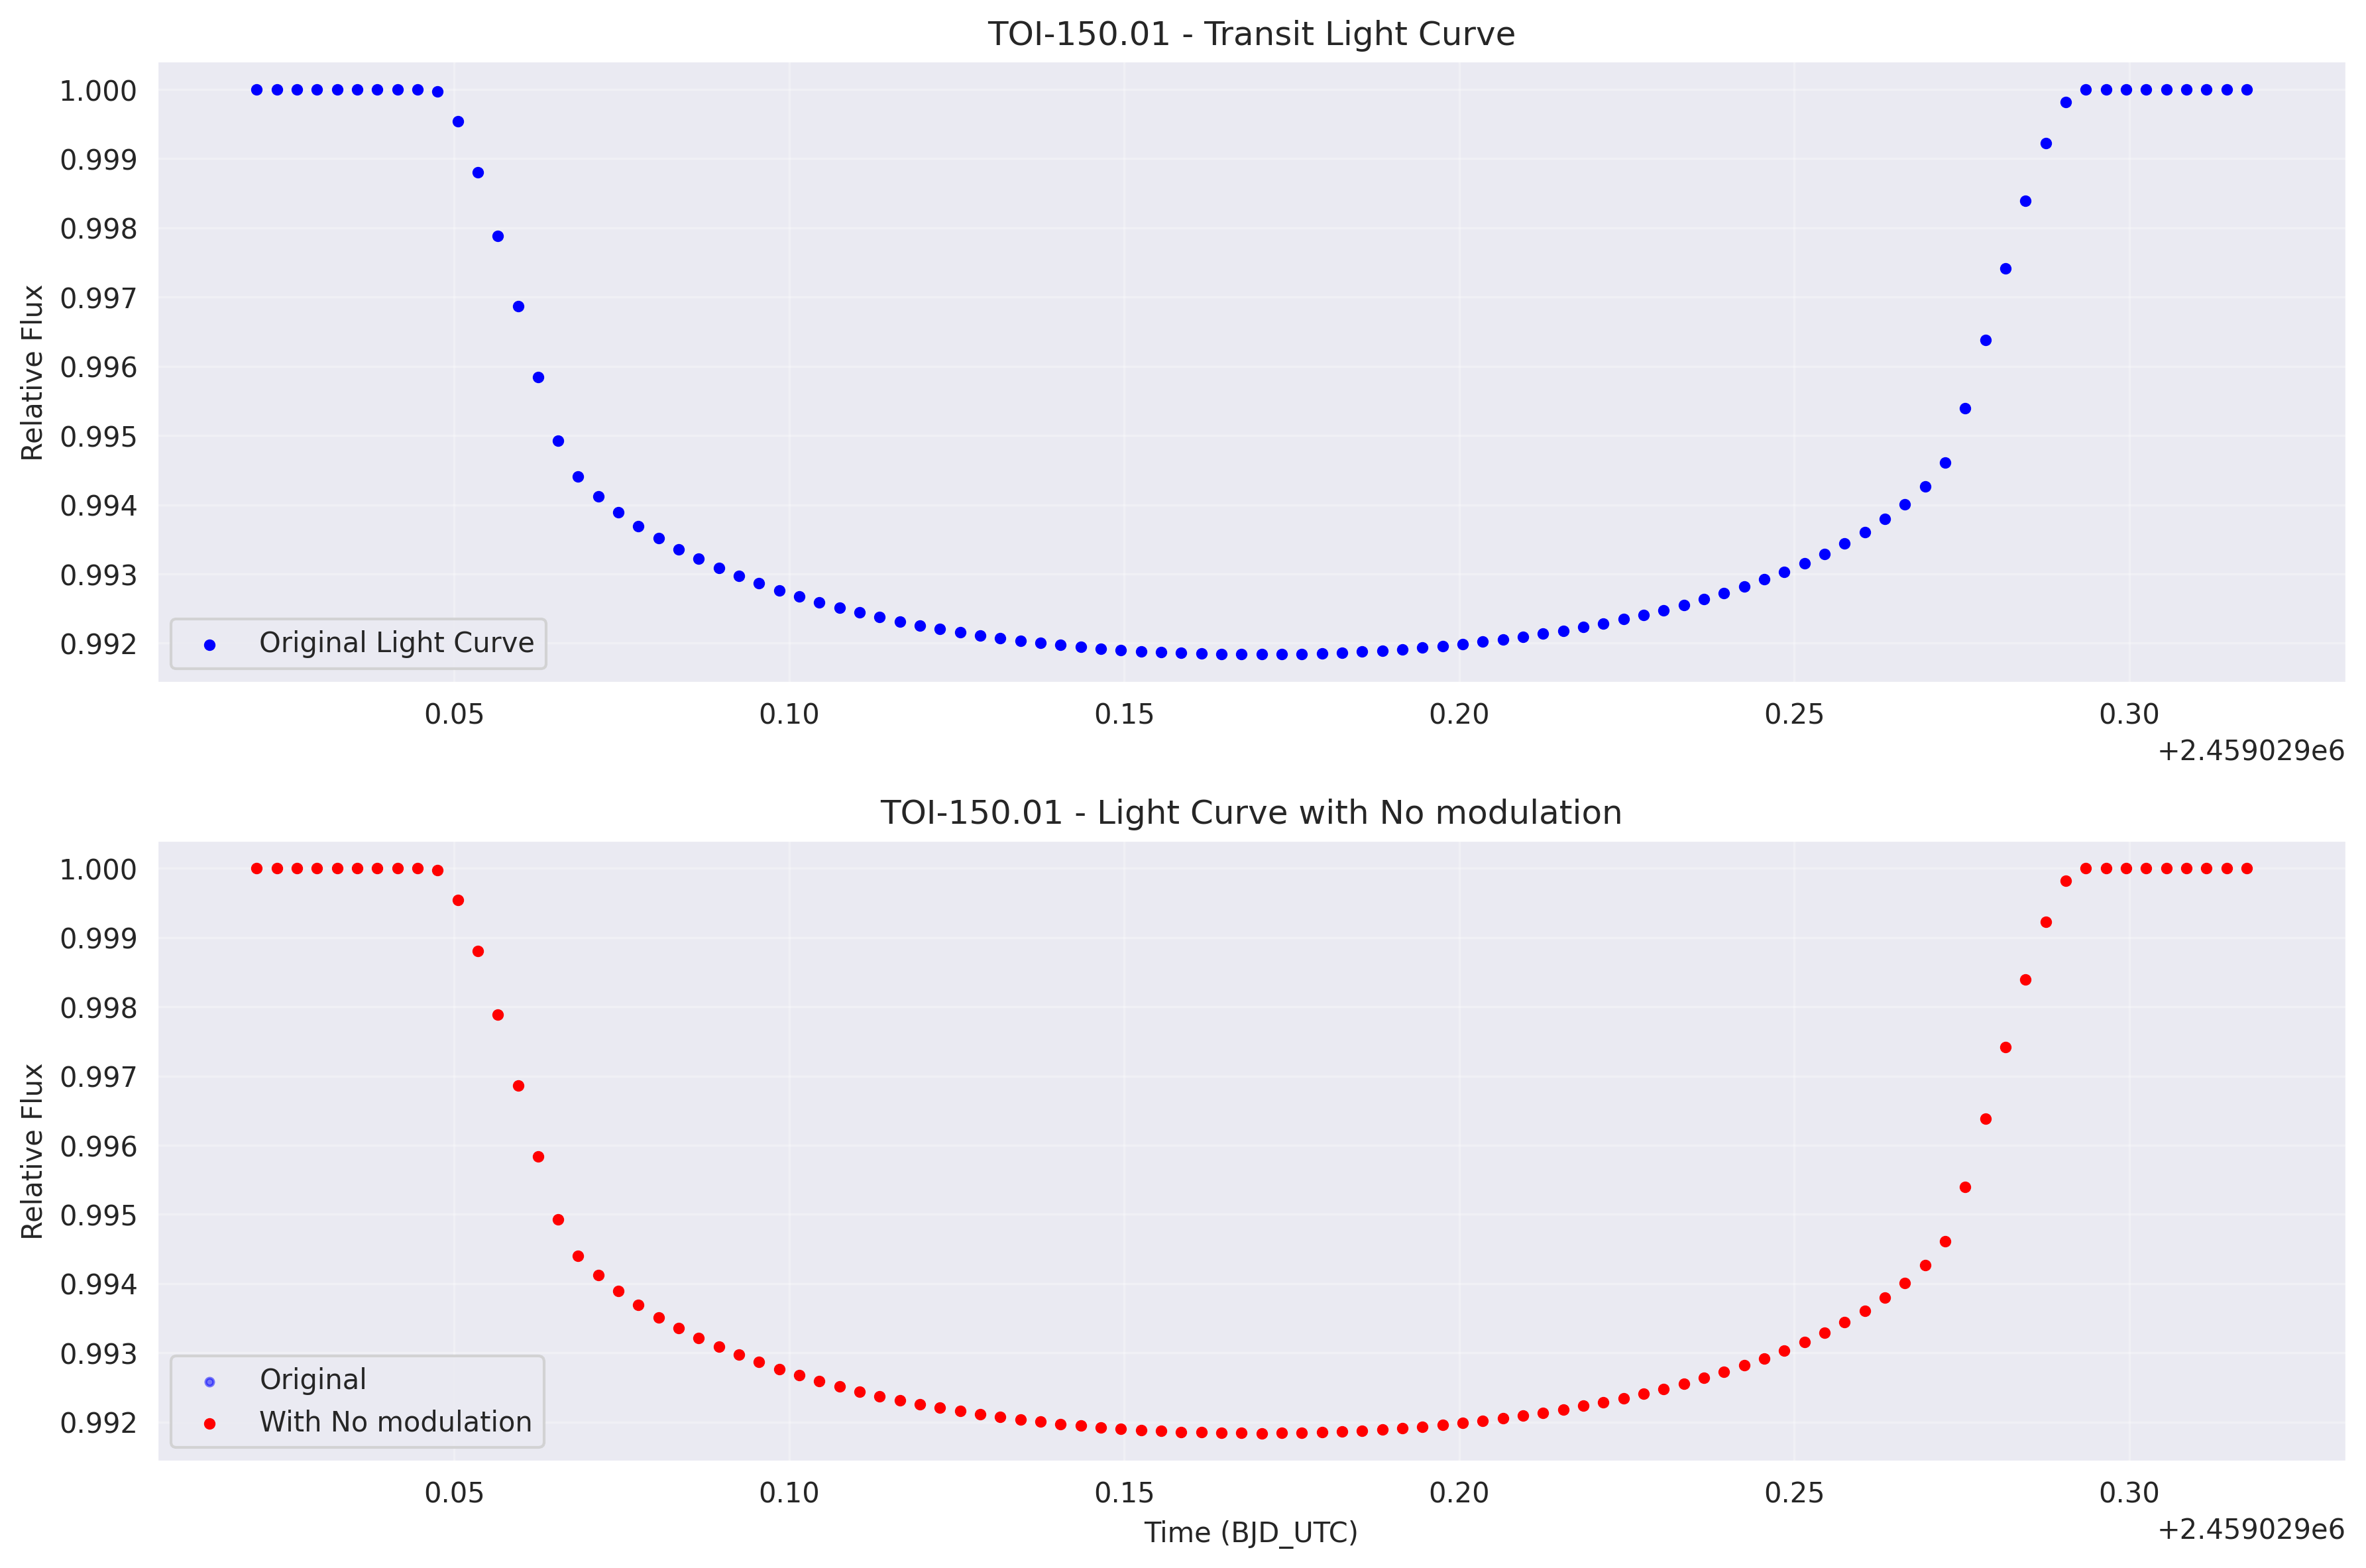 TOI-150.01 - Transit Light Curve
Relative Flux
1.000
0.999
0.998
0.997
0.996
0.995
0.994
0.993
0.992
Original Light Curve
0.05 0.10 0.15 0.20 0.25 0.30
+2.459029e6
TOI-150.01 - Light Curve with No modulation
Relative Flux
1.000
0.999
0.998
0.997
0.996
0.995
0.994
0.993
0.992
Original
With No modulation
0.05 0.10 0.15 0.20 0.25 0.30
Time (BJD_UTC)
+2.459029e6